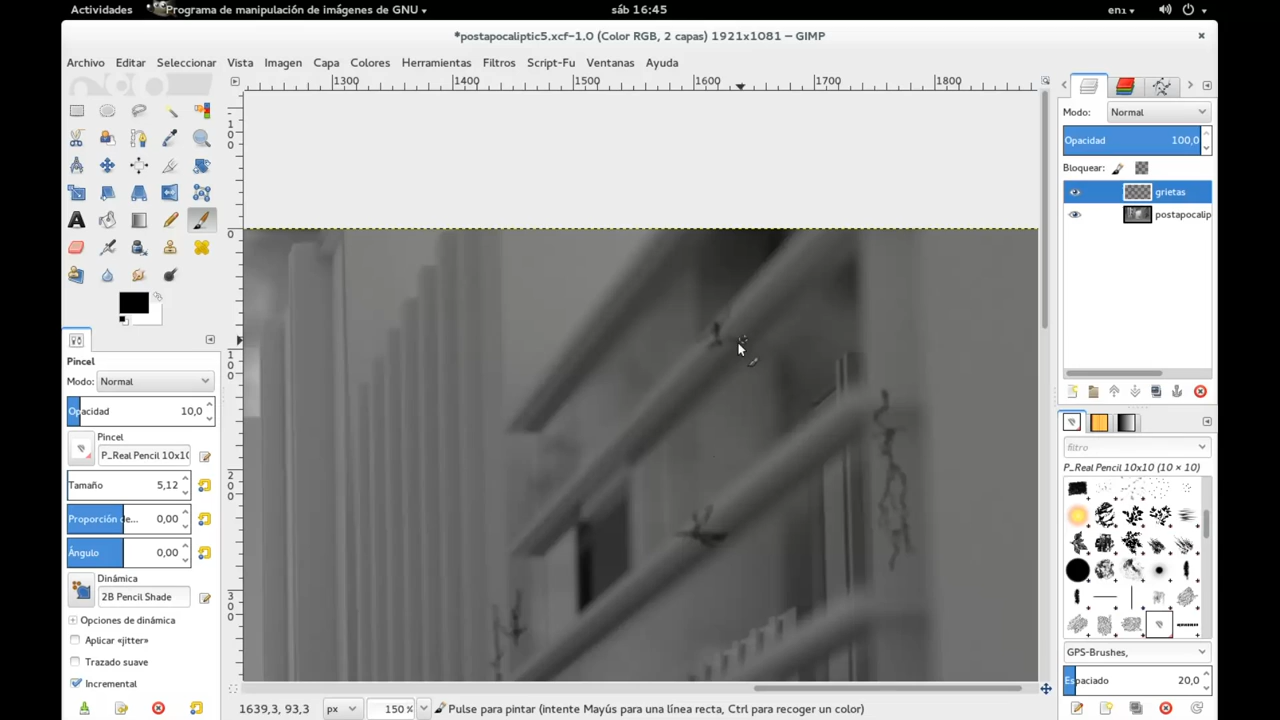 Actividades
Programa de manipulación de imágenes de GNU
sáb 16:45
en₁
*postapocaliptic5.xcf-1.0 (Color RGB, 2 capas) 1921x1081 – GIMP
Archivo Editar Seleccionar Vista Imagen Capa Colores Herramientas Filtros Script-Fu Ventanas Ayuda
1300 1400 1500 1600 1700 1800
Modo: Normal
Opacidad 100,0
Bloquear:
grietas
postapocalip
0
100
200
300
Pincel
Modo: Normal
Opacidad 10,0
Pincel
P_Real Pencil 10x10
Tamaño 5,12
Proporción de... 0,00
Ángulo 0,00
Dinámica
2B Pencil Shade
Opciones de dinámica
Aplicar «jitter»
Trazado suave
Incremental
filtro
P_Real Pencil 10x10 (10 × 10)
GPS-Brushes,
Espaciado 20,0
1639,3, 93,3
px
150 %
Pulse para pintar (intente Mayús para una línea recta, Ctrl para recoger un color)